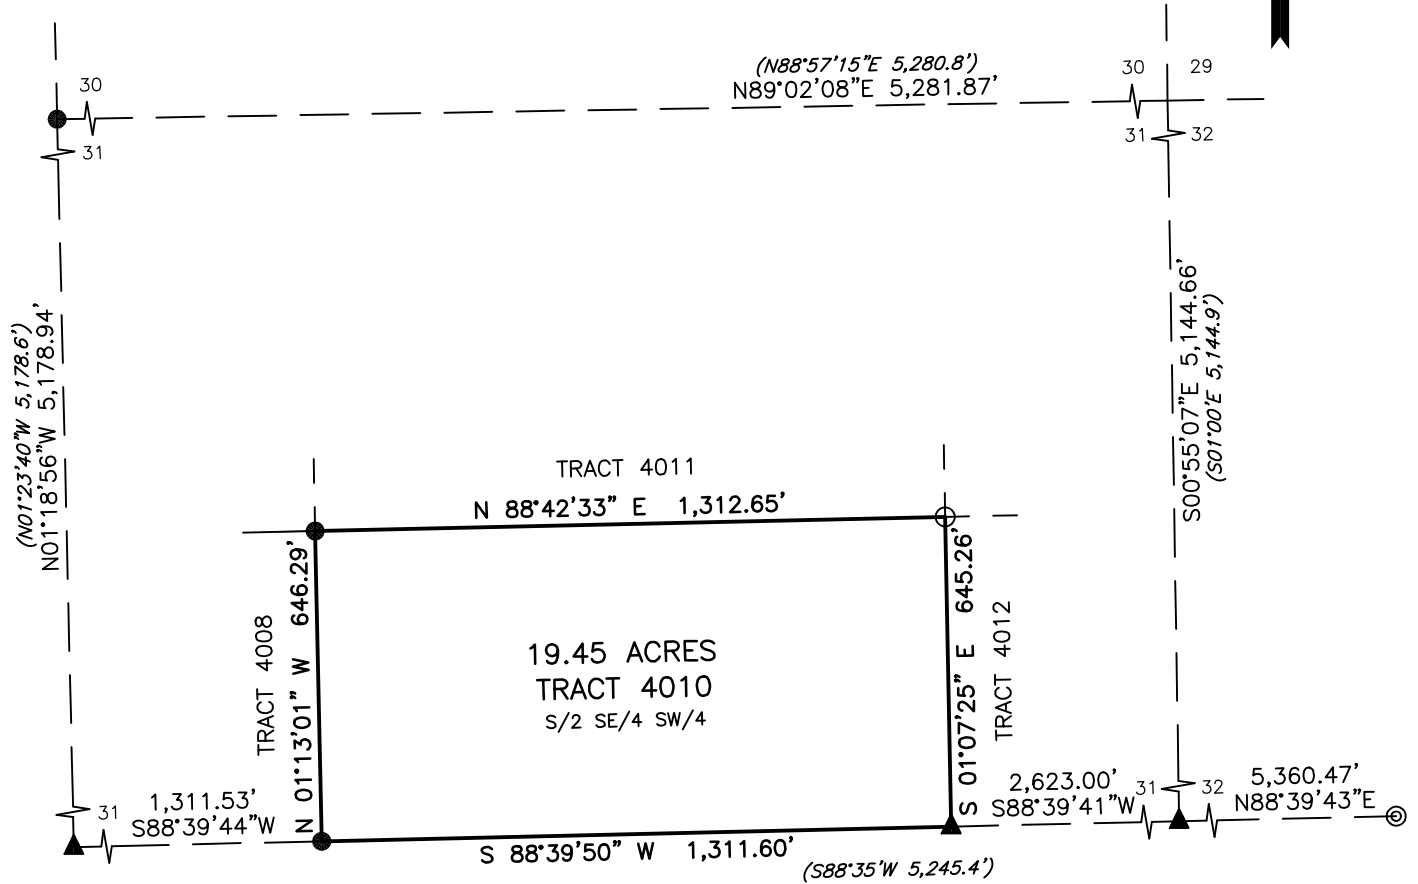 (N88°57'15"E 5,280.8')
N89°02'08"E 5,281.87'
30
31
30
29
31
32
(N01°23'40"W 5,178.6')
N01°18'56"W 5,178.94'
S00°55'07"E 5,144.66'
(S01°00'E 5,144.9')
TRACT 4011
N 88°42'33" E 1,312.65'
TRACT 4008
N 01°13'01" W 646.29'
19.45 ACRES
TRACT 4010
S/2 SE/4 SW/4
S 01°07'25" E 645.26'
TRACT 4012
31
1,311.53'
S88°39'44"W
S 88°39'50" W 1,311.60'
(S88°35'W 5,245.4')
2,623.00'
S88°39'41"W
31
32
5,360.47'
N88°39'43"E